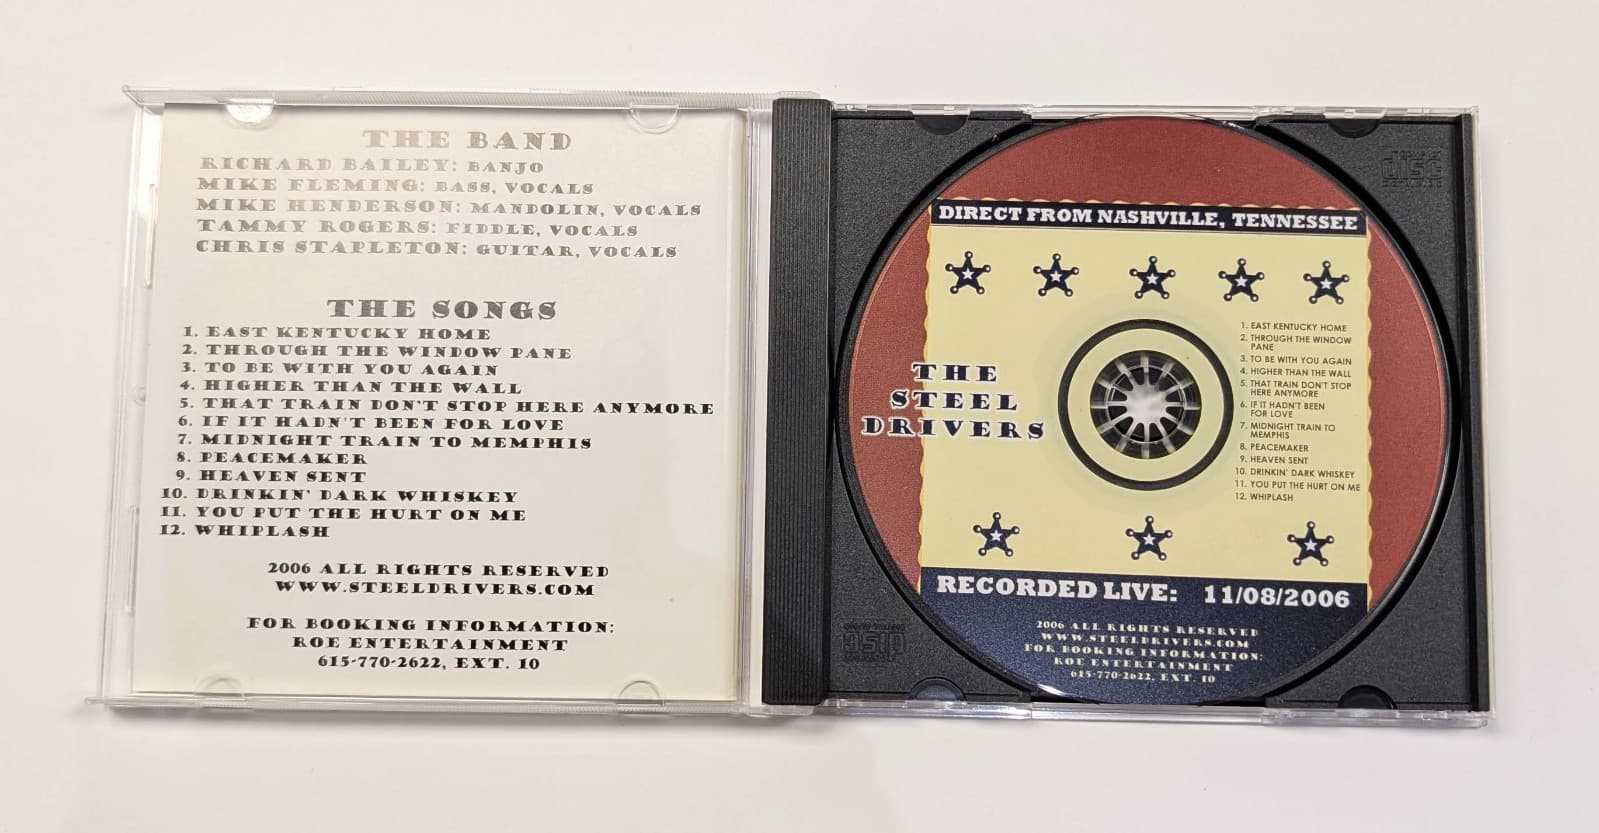 THE BAND
RICHARD BAILEY: BANJO
MIKE FLEMING: BASS, VOCALS
MIKE HENDERSON: MANDOLIN, VOCALS
TAMMY ROGERS: FIDDLE, VOCALS
CHRIS STAPLETON: GUITAR, VOCALS
THE SONGS
1. EAST KENTUCKY HOME
2. THROUGH THE WINDOW PANE
3. TO BE WITH YOU AGAIN
4. HIGHER THAN THE WALL
5. THAT TRAIN DON'T STOP HERE ANYMORE
6. IF IT HADN'T BEEN FOR LOVE
7. MIDNIGHT TRAIN TO MEMPHIS
8. PEACEMAKER
9. HEAVEN SENT
10. DRINKIN' DARK WHISKEY
11. YOU PUT THE HURT ON ME
12. WHIPLASH
2006 ALL RIGHTS RESERVED
WWW.STEELDRIVERS.COM
FOR BOOKING INFORMATION:
ROE ENTERTAINMENT
615-770-2622, EXT. 10
DIRECT FROM NASHVILLE, TENNESSEE
THE
STEEL
DRIVERS
1. EAST KENTUCKY HOME
2. THROUGH THE WINDOW
PANE
3. TO BE WITH YOU AGAIN
4. HIGHER THAN THE WALL
5. THAT TRAIN DON'T STOP
HERE ANYMORE
6. IF IT HADN'T BEEN
FOR LOVE
7. MIDNIGHT TRAIN TO
MEMPHIS
8. PEACEMAKER
9. HEAVEN SENT
10. DRINKIN' DARK WHISKEY
11. YOU PUT THE HURT ON ME
12. WHIPLASH
RECORDED LIVE: 11/08/2006
2006 ALL RIGHTS RESERVED
WWW.STEELDRIVERS.COM
FOR BOOKING INFORMATION:
ROE ENTERTAINMENT
615-770-2622, EXT. 10
disc